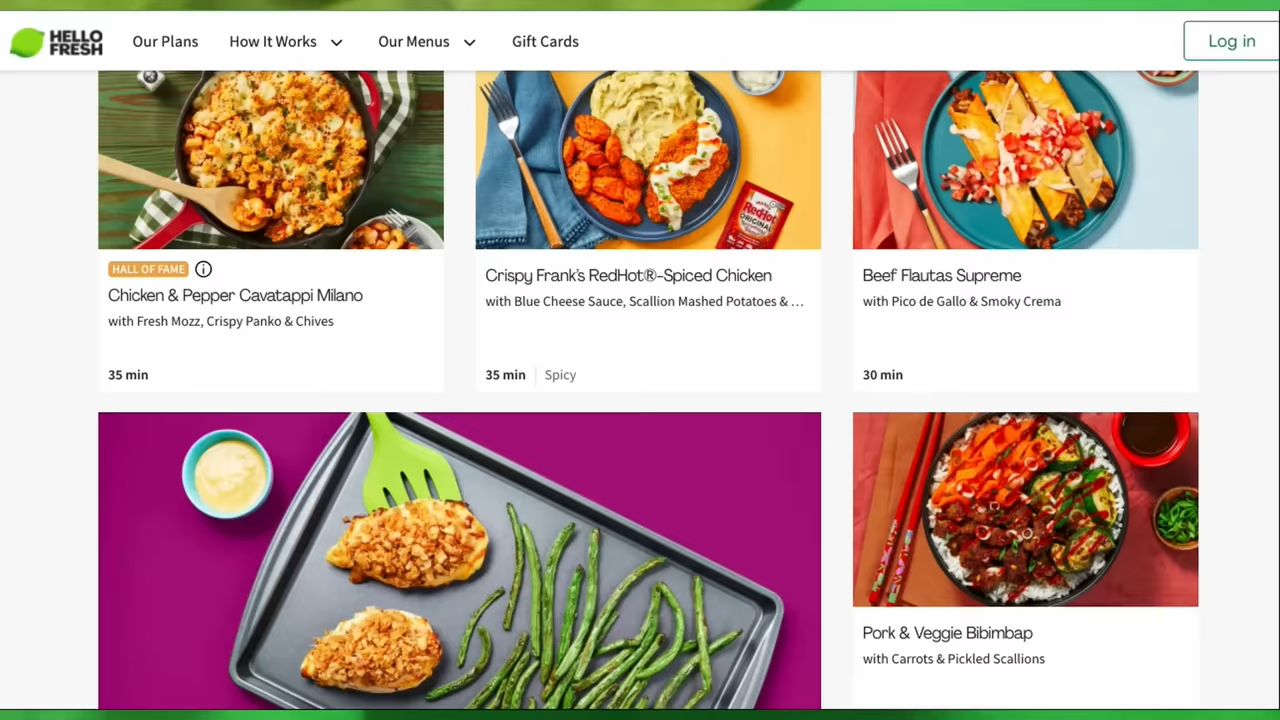 HELLO
FRESH
Our Plans
How It Works
Our Menus
Gift Cards
Log in
RedHot
ORIGINAL
HALL OF FAME
Chicken & Pepper Cavatappi Milano
with Fresh Mozz, Crispy Panko & Chives
35 min
Crispy Frank's RedHot®-Spiced Chicken
with Blue Cheese Sauce, Scallion Mashed Potatoes & …
35 min
Spicy
Beef Flautas Supreme
with Pico de Gallo & Smoky Crema
30 min
Pork & Veggie Bibimbap
with Carrots & Pickled Scallions